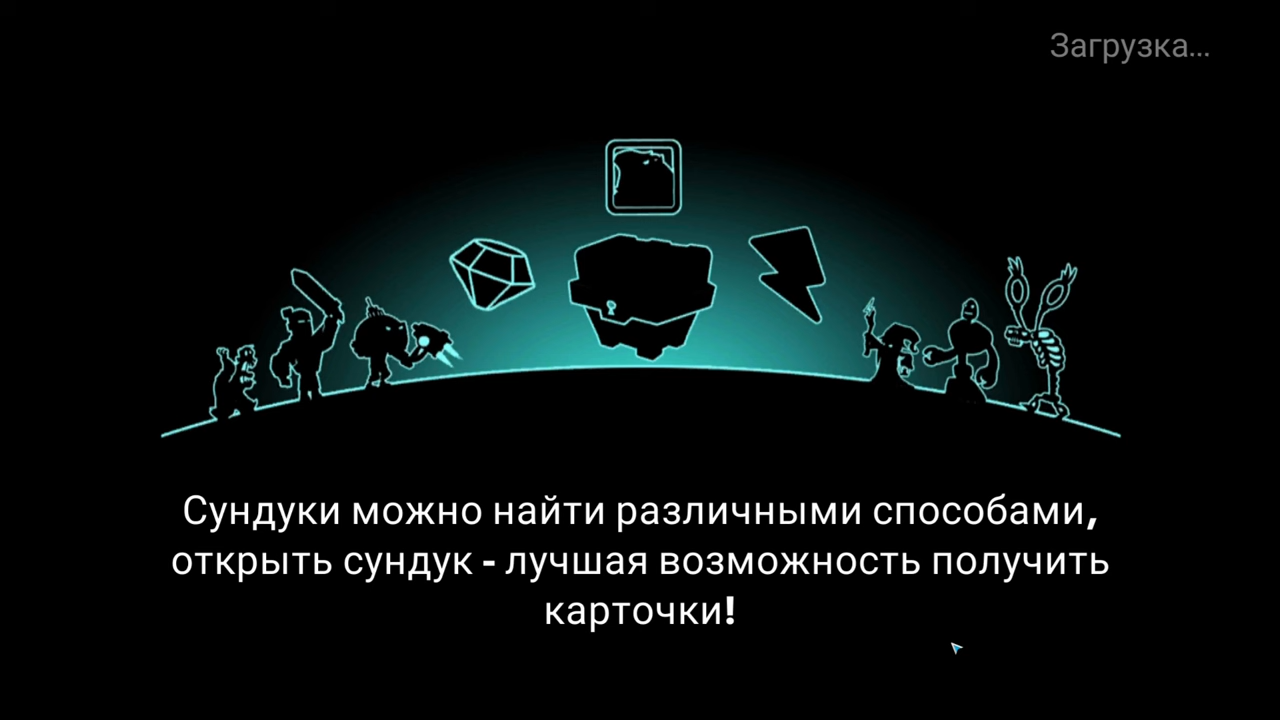 Загрузка...
Сундуки можно найти различными способами,
открыть сундук - лучшая возможность получить
карточки!